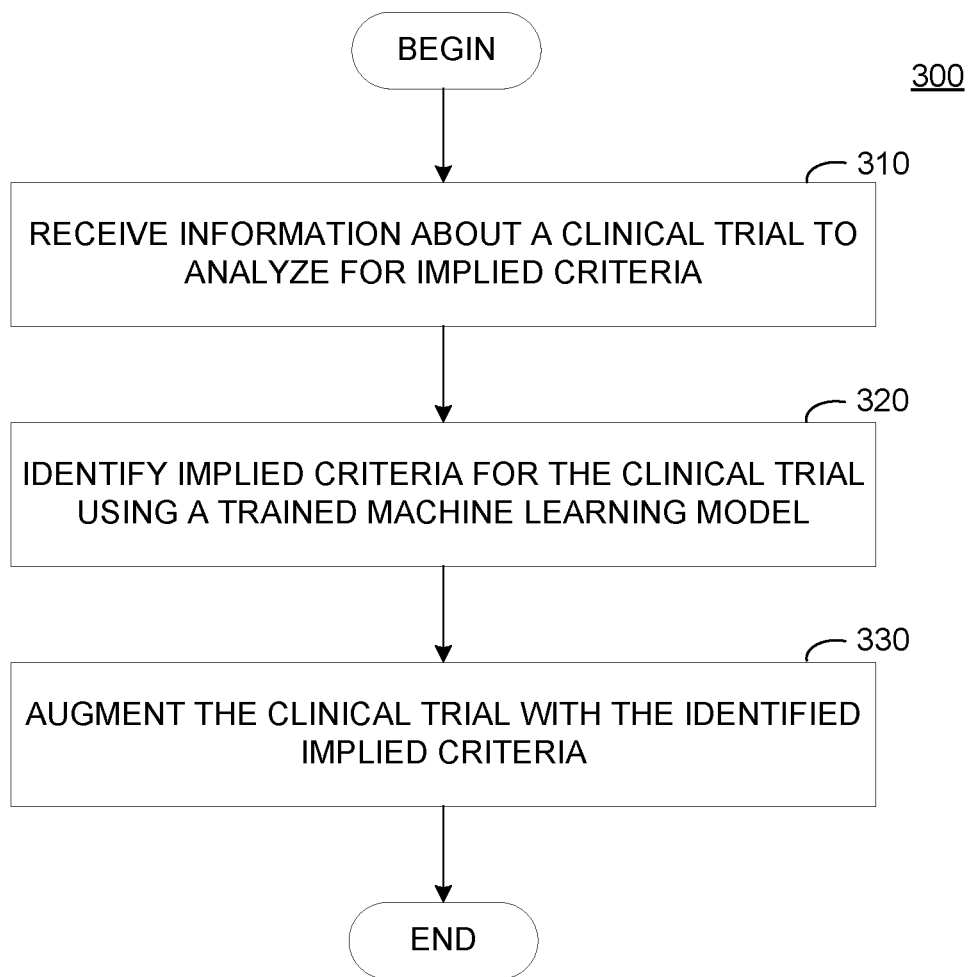 BEGIN
300
310
RECEIVE INFORMATION ABOUT A CLINICAL TRIAL TO
ANALYZE FOR IMPLIED CRITERIA
320
IDENTIFY IMPLIED CRITERIA FOR THE CLINICAL TRIAL
USING A TRAINED MACHINE LEARNING MODEL
330
AUGMENT THE CLINICAL TRIAL WITH THE IDENTIFIED
IMPLIED CRITERIA
END